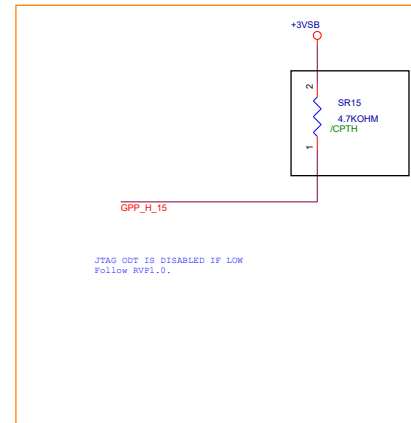 +3VSB
2
SR15
4.7KOHM
/CPTH
1
GPP_H_15
JTAG ODT IS DISABLED IF LOW
Follow RVP1.0.